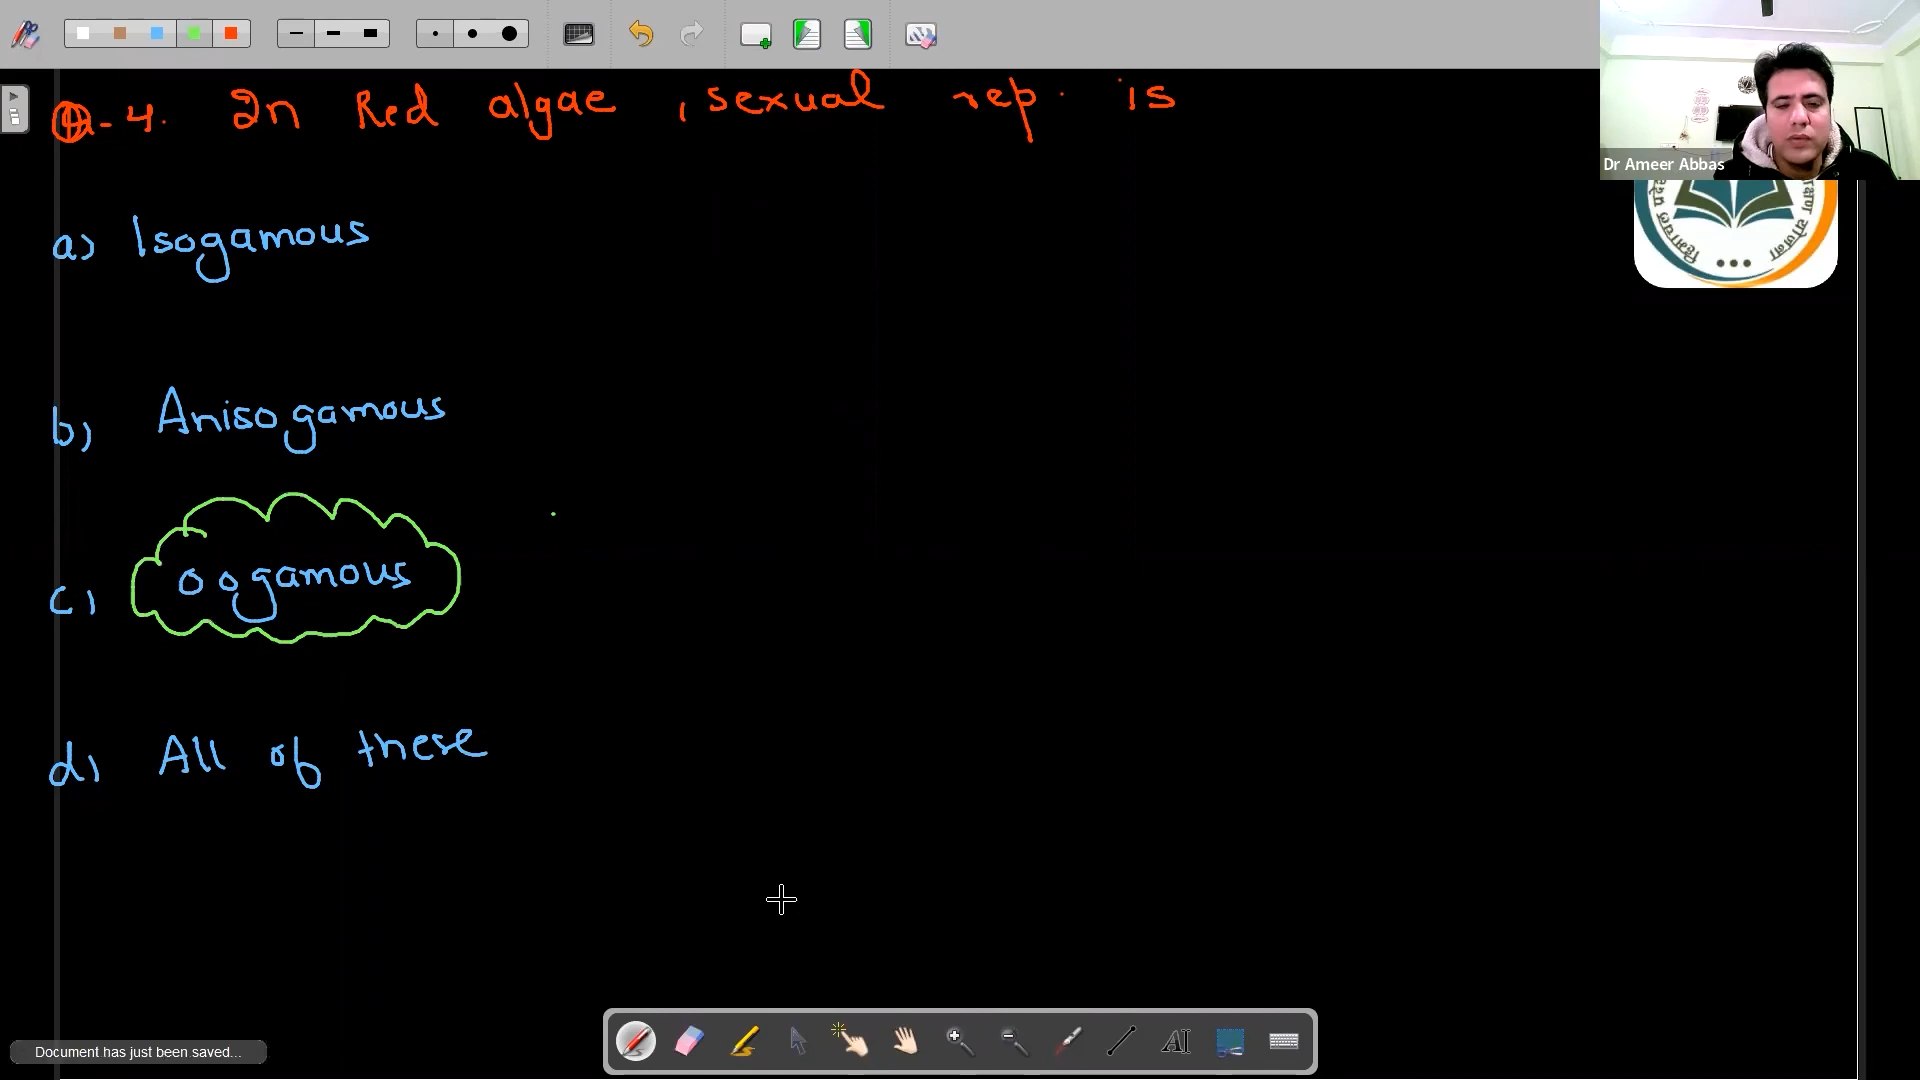 Q-4. In Red algae , sexual rep. is
Dr Ameer Abbas
a) Isogamous
b) Anisogamous
c) oogamous
d) All of these
Document has just been saved...